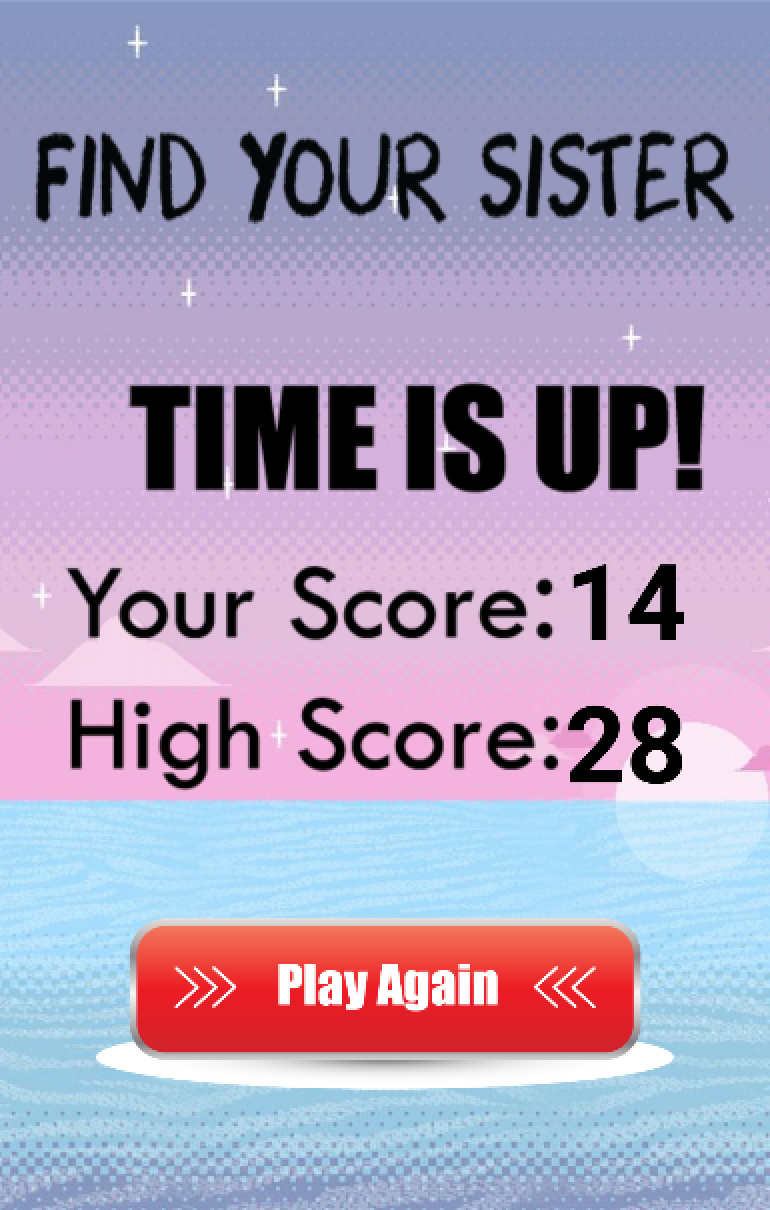 FIND YOUR SISTER
TIME IS UP!
Your Score:14
High Score:28
Play Again